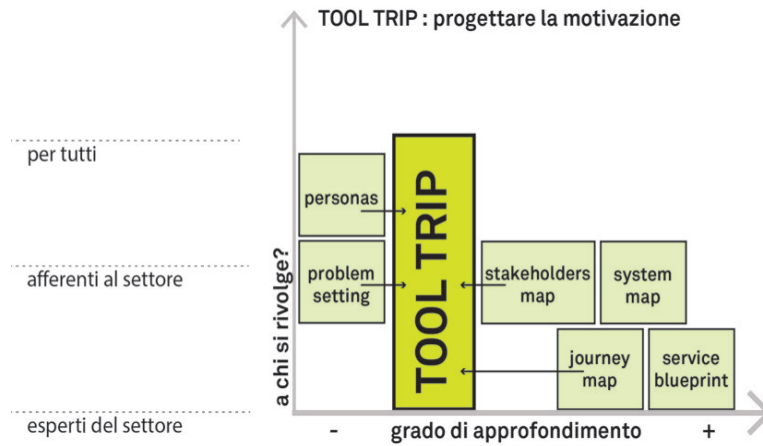 TOOL TRIP : progettare la motivazione
per tutti
personas
TOOL TRIP
a chi si rivolge?
afferenti al settore
problem
setting
stakeholders
map
system
map
journey
map
service
blueprint
esperti del settore
- grado di approfondimento +